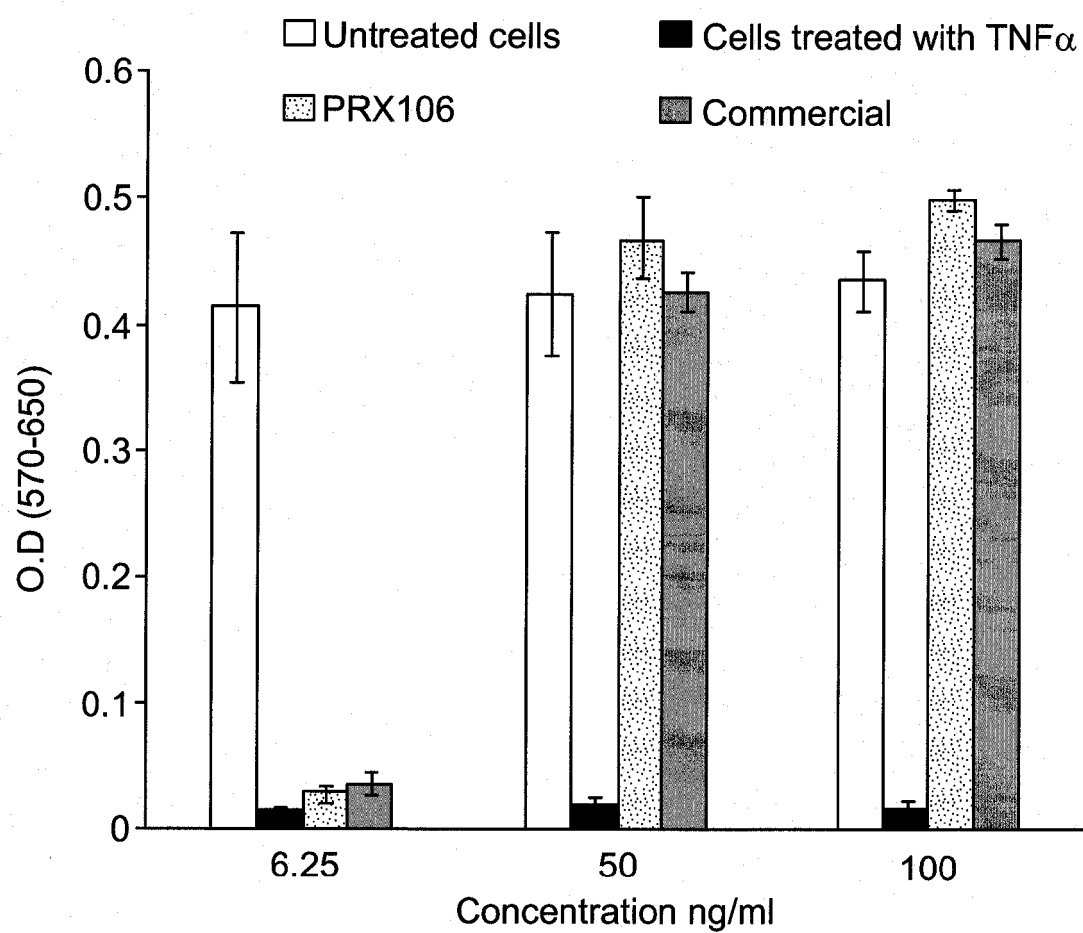 Untreated cells
Cells treated with TNFα
PRX106
Commercial
0.6
0.5
0.4
0.3
0.2
0.1
0
O.D (570-650)
6.25
50
100
Concentration ng/ml